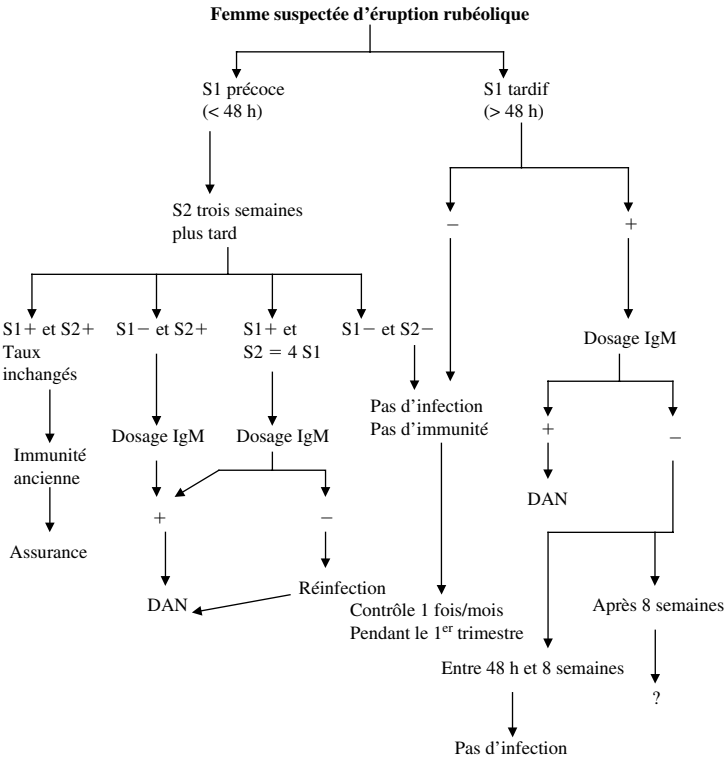 Femme suspectée d'éruption rubéolique
S1 précoce
(< 48 h)
S1 tardif
(> 48 h)
S2 trois semaines
plus tard
−
+
S1+ et S2+
Taux
inchangés
S1− et S2+
S1+ et
S2 = 4 S1
S1− et S2−
Dosage IgM
Pas d'infection
Pas d'immunité
Immunité
ancienne
Dosage IgM
Dosage IgM
+
−
DAN
Assurance
+
−
DAN
Réinfection
Contrôle 1 fois/mois
Pendant le 1er trimestre
Après 8 semaines
Entre 48 h et 8 semaines
?
Pas d'infection